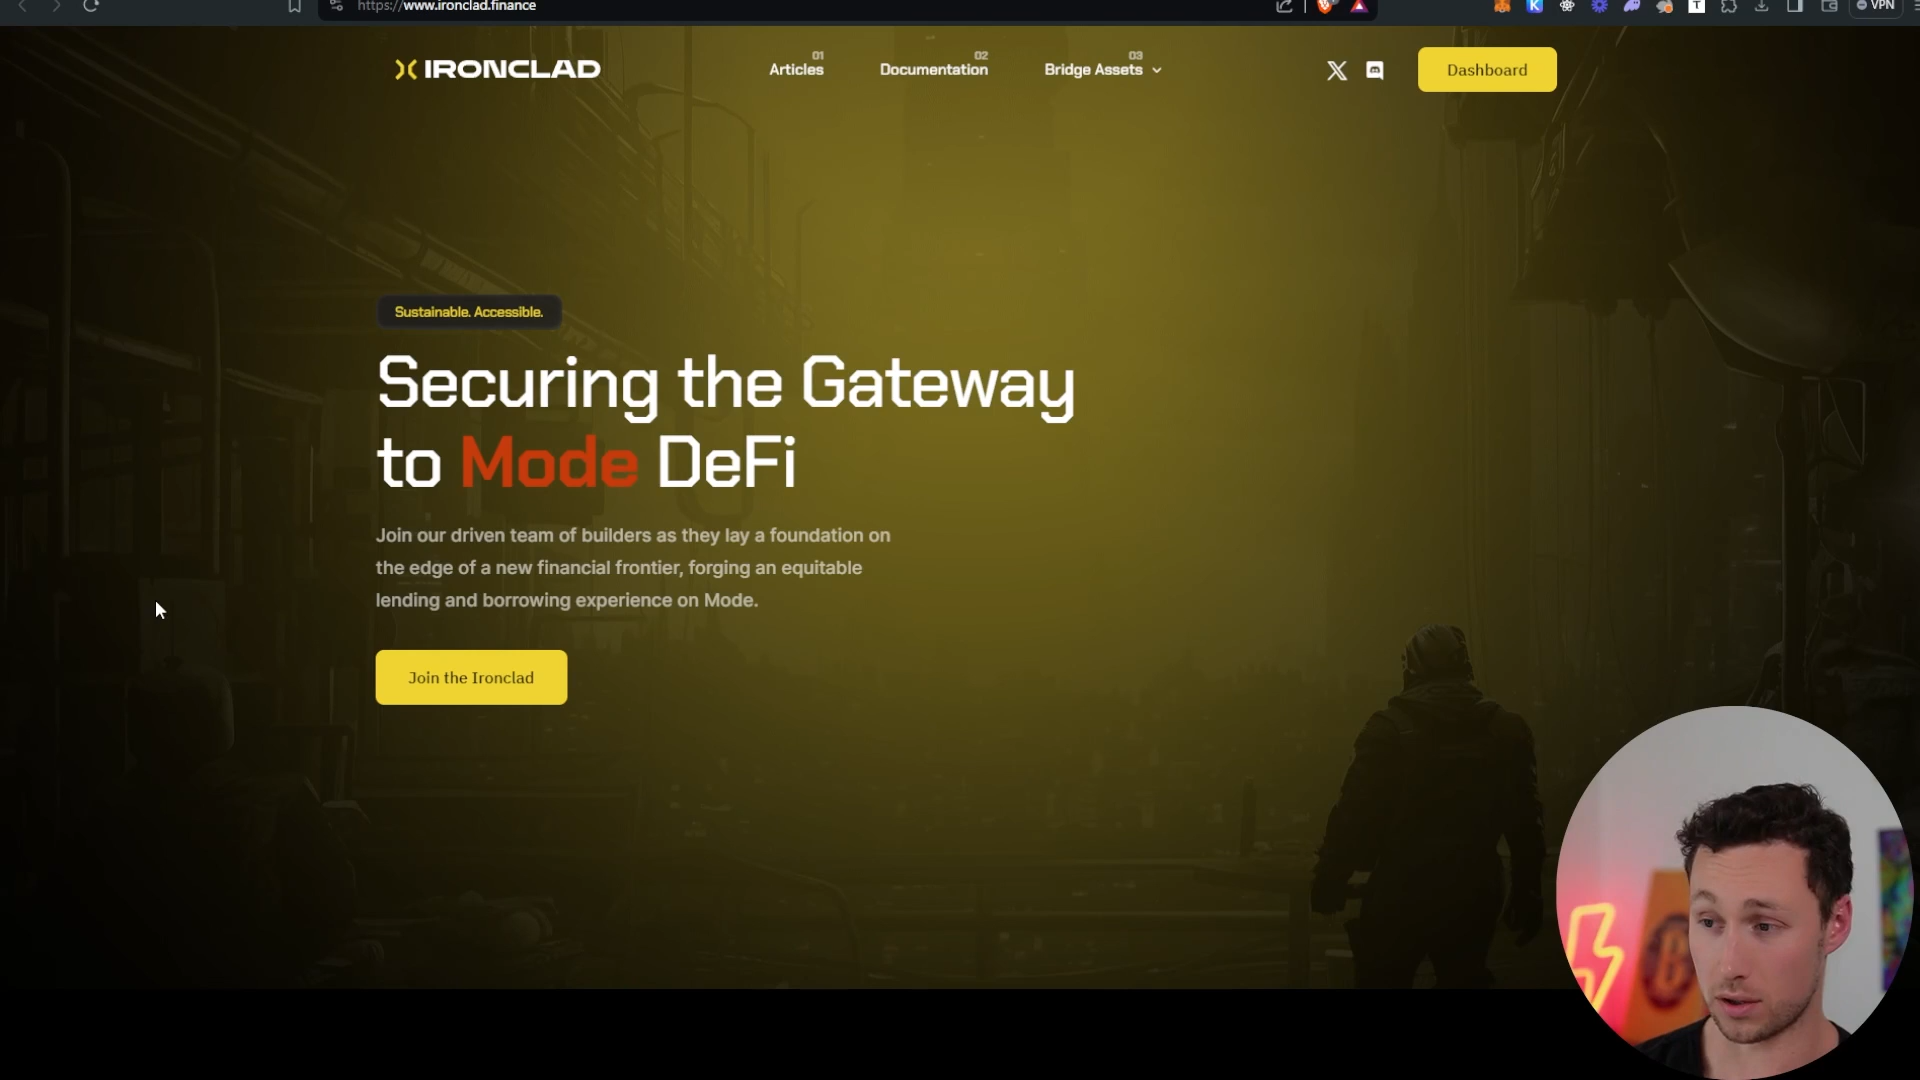 https://www.ironclad.finance
VPN
IRONCLAD
01
Articles
02
Documentation
03
Bridge Assets
Dashboard
Sustainable. Accessible.
Securing the Gateway
to Mode DeFi
Join our driven team of builders as they lay a foundation on
the edge of a new financial frontier, forging an equitable
lending and borrowing experience on Mode.
Join the Ironclad